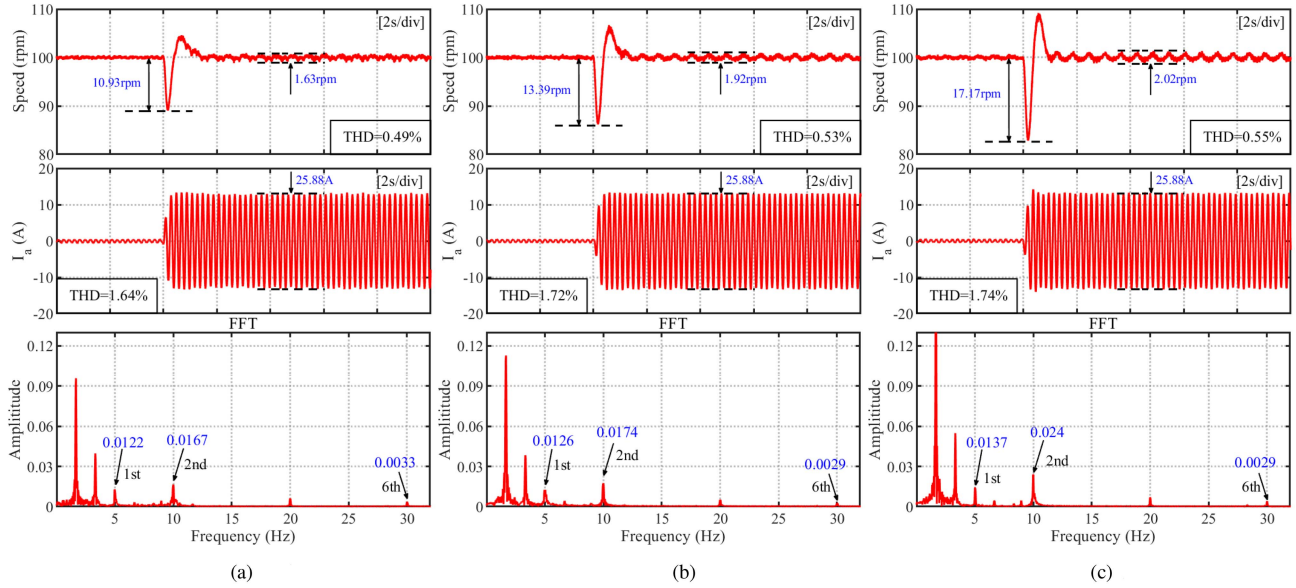 110
[2s/div]
Speed (rpm)
100
10.93rpm
1.63rpm
90
THD=0.49%
80
20
25.88A
[2s/div]
10
I_a (A)
0
-10
THD=1.64%
-20
FFT
0.12
Amplititude
0.09
0.06
0.0122
0.0167
0.03
1st
2nd
0.0033
6th
0
5
10
15
20
25
30
Frequency (Hz)
(a)
110
[2s/div]
Speed (rpm)
100
13.39rpm
1.92rpm
90
THD=0.53%
80
20
25.88A
[2s/div]
10
I_a (A)
0
-10
THD=1.72%
-20
FFT
0.12
Amplititude
0.09
0.06
0.0126
0.0174
0.03
1st
2nd
0.0029
6th
0
5
10
15
20
25
30
Frequency (Hz)
(b)
110
[2s/div]
Speed (rpm)
100
17.17rpm
2.02rpm
90
THD=0.55%
80
20
25.88A
[2s/div]
10
I_a (A)
0
-10
THD=1.74%
-20
FFT
0.12
Amplititude
0.09
0.06
0.0137
0.024
0.03
1st
2nd
0.0029
6th
0
5
10
15
20
25
30
Frequency (Hz)
(c)